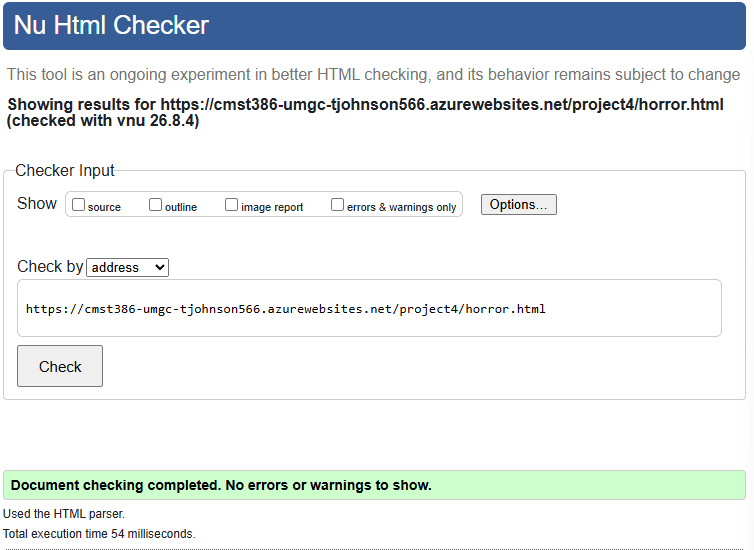 Nu Html Checker
This tool is an ongoing experiment in better HTML checking, and its behavior remains subject to change
Showing results for https://cmst386-umgc-tjohnson566.azurewebsites.net/project4/horror.html
(checked with vnu 26.8.4)
Checker Input
Show source outline image report errors & warnings only Options...
Check by address
https://cmst386-umgc-tjohnson566.azurewebsites.net/project4/horror.html
Check
Document checking completed. No errors or warnings to show.
Used the HTML parser.
Total execution time 54 milliseconds.